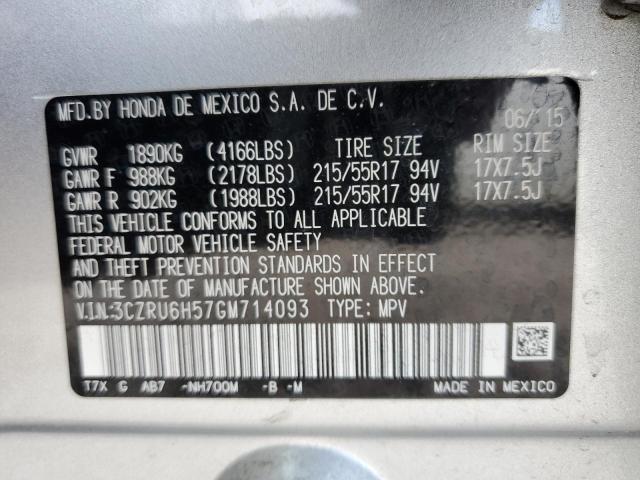 MFD.BY HONDA DE MEXICO S.A. DE C.V.
06/15
GVWR 1890KG (4166LBS) TIRE SIZE RIM SIZE
GAWR F 988KG (2178LBS) 215/55R17 94V 17X7.5J
GAWR R 902KG (1988LBS) 215/55R17 94V 17X7.5J
THIS VEHICLE CONFORMS TO ALL APPLICABLE
FEDERAL MOTOR VEHICLE SAFETY
AND THEFT PREVENTION STANDARDS IN EFFECT
ON THE DATE OF MANUFACTURE SHOWN ABOVE.
V.I.N:3CZRU6H57GM714093 TYPE: MPV
T7X G AB7 -NH700M -B -M MADE IN MEXICO